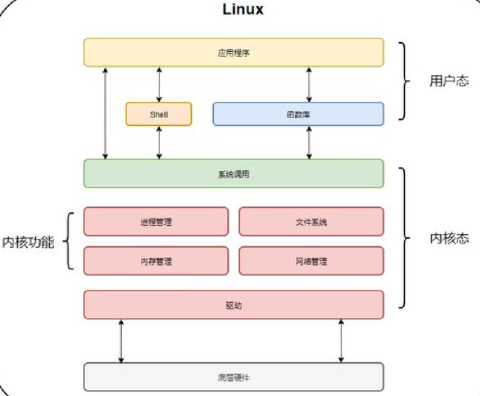 Linux
应用程序
用户态
Shell
函数库
系统调用
进程管理
文件系统
内核功能
内核态
内存管理
网络管理
驱动
底层硬件